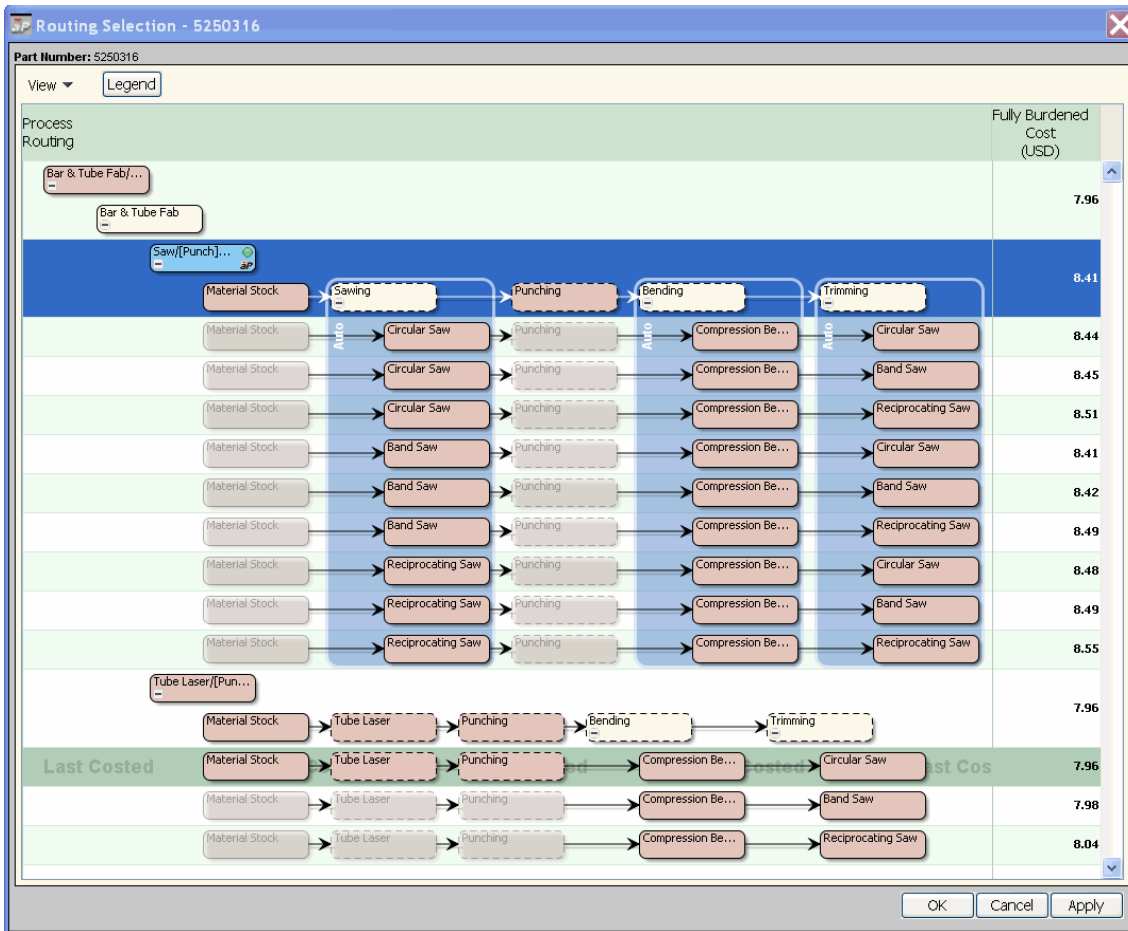 aP Routing Selection - 5250316
Part Number: 5250316
View Legend
Process
Routing
Fully Burdened
Cost
(USD)
Bar & Tube Fab/...
7.96
Bar & Tube Fab
Saw/[Punch]...
aP
8.41
Material Stock Sawing Punching Bending Trimming
Auto Auto Auto
Material Stock Circular Saw Punching Compression Be... Circular Saw 8.44
Material Stock Circular Saw Punching Compression Be... Band Saw 8.45
Material Stock Circular Saw Punching Compression Be... Reciprocating Saw 8.51
Material Stock Band Saw Punching Compression Be... Circular Saw 8.41
Material Stock Band Saw Punching Compression Be... Band Saw 8.42
Material Stock Band Saw Punching Compression Be... Reciprocating Saw 8.49
Material Stock Reciprocating Saw Punching Compression Be... Circular Saw 8.48
Material Stock Reciprocating Saw Punching Compression Be... Band Saw 8.49
Material Stock Reciprocating Saw Punching Compression Be... Reciprocating Saw 8.55
Tube Laser/[Pun...
7.96
Material Stock Tube Laser Punching Bending Trimming
Last Costed Material Stock Tube Laser Punching Compression Be... Costed Circular Saw Last Cos 7.96
Material Stock Tube Laser Punching Compression Be... Band Saw 7.98
Material Stock Tube Laser Punching Compression Be... Reciprocating Saw 8.04
OK Cancel Apply